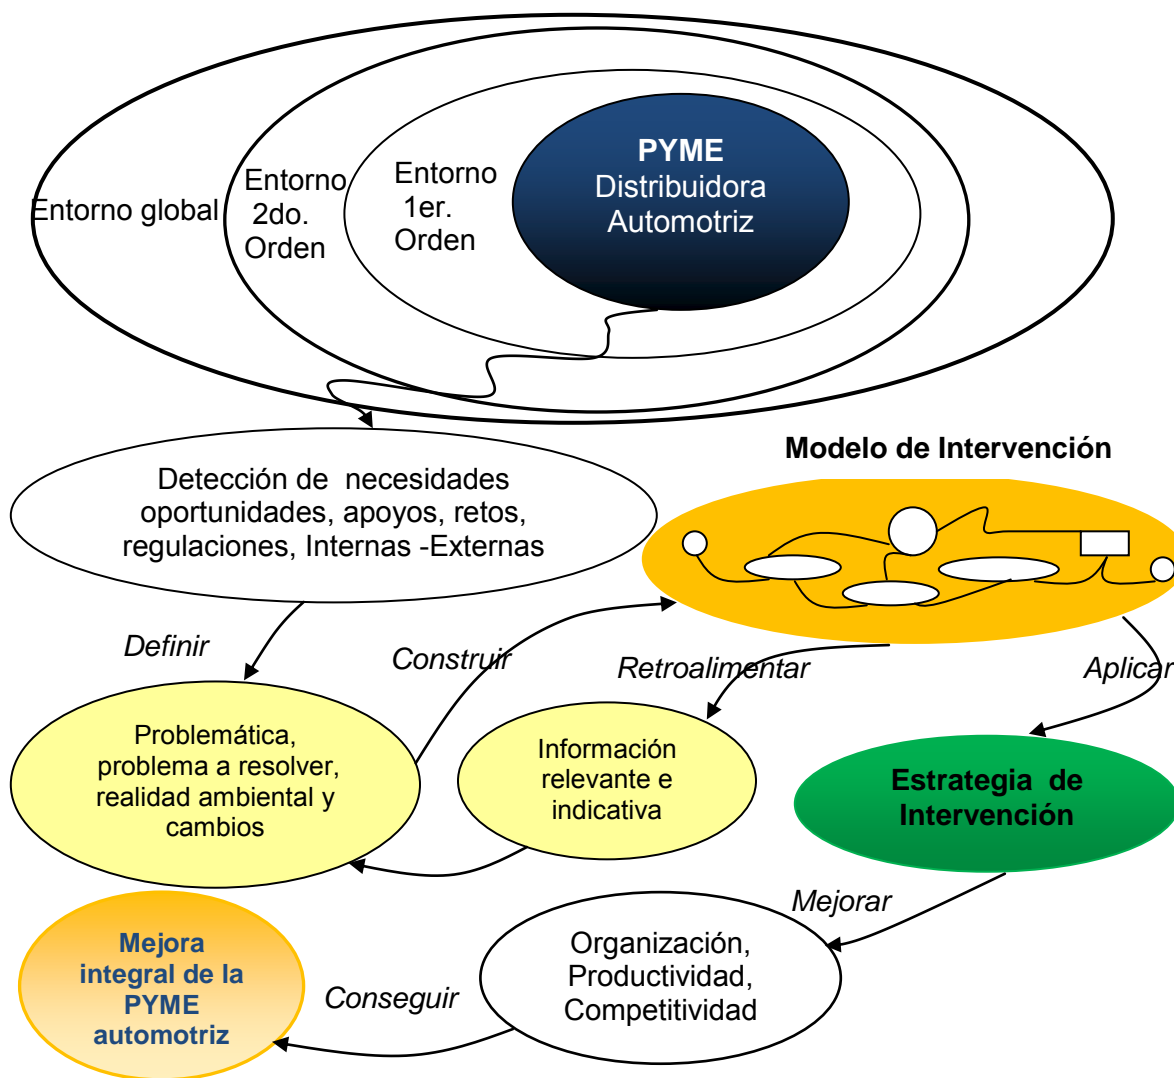 PYME
Distribuidora
Automotriz
Entorno
1er.
Orden
Entorno
2do.
Orden
Entorno global
Detección de  necesidades
oportunidades, apoyos, retos,
regulaciones, Internas -Externas
Modelo de Intervención
Definir
Construir
Retroalimentar
Aplicar
Problemática,
problema a resolver,
realidad ambiental y
cambios
Información
relevante e
indicativa
Estrategia  de
Intervención
Mejorar
Organización,
Productividad,
Competitividad
Conseguir
Mejora
integral de la
PYME
automotriz